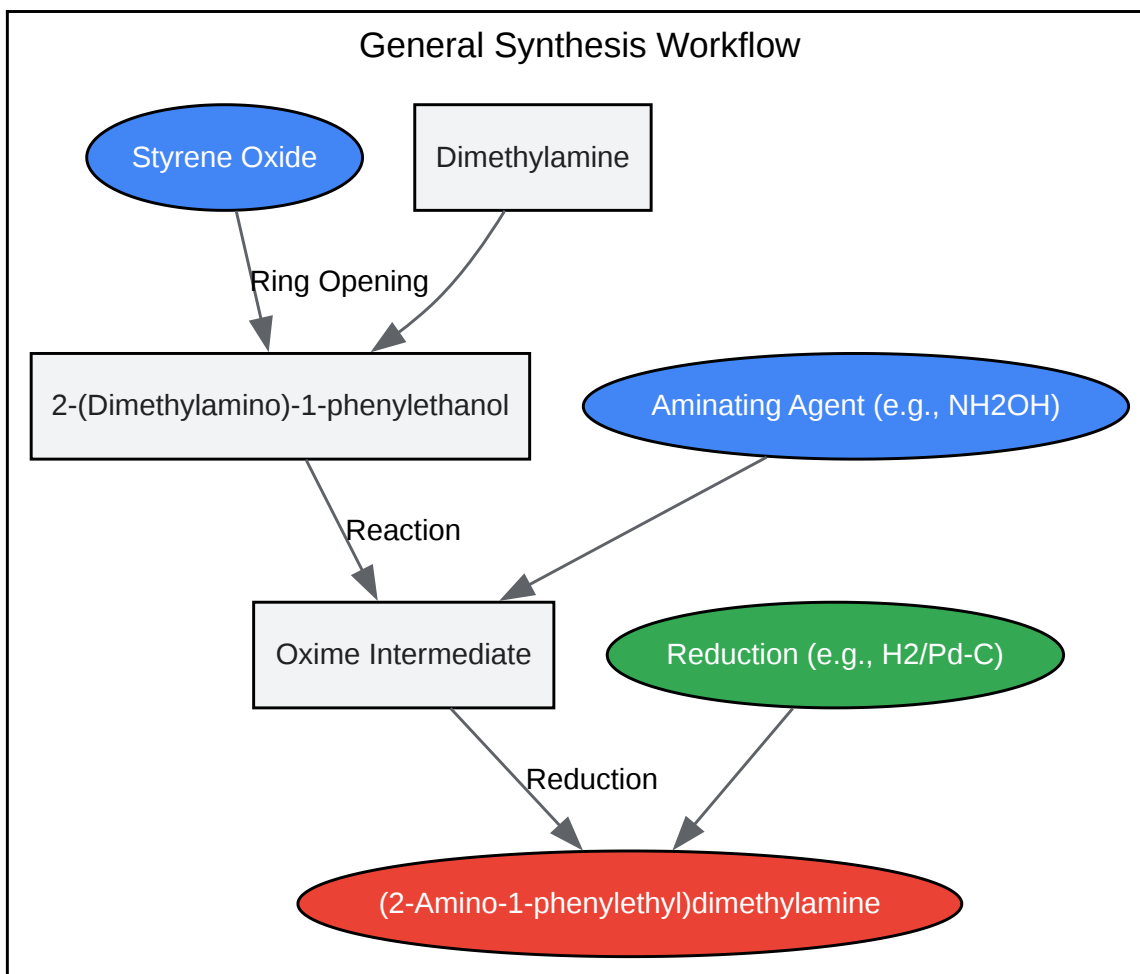 General Synthesis Workflow
Styrene Oxide
Dimethylamine
Ring Opening
2-(Dimethylamino)-1-phenylethanol
Aminating Agent (e.g., NH2OH)
Reaction
Oxime Intermediate
Reduction (e.g., H2/Pd-C)
Reduction
(2-Amino-1-phenylethyl)dimethylamine